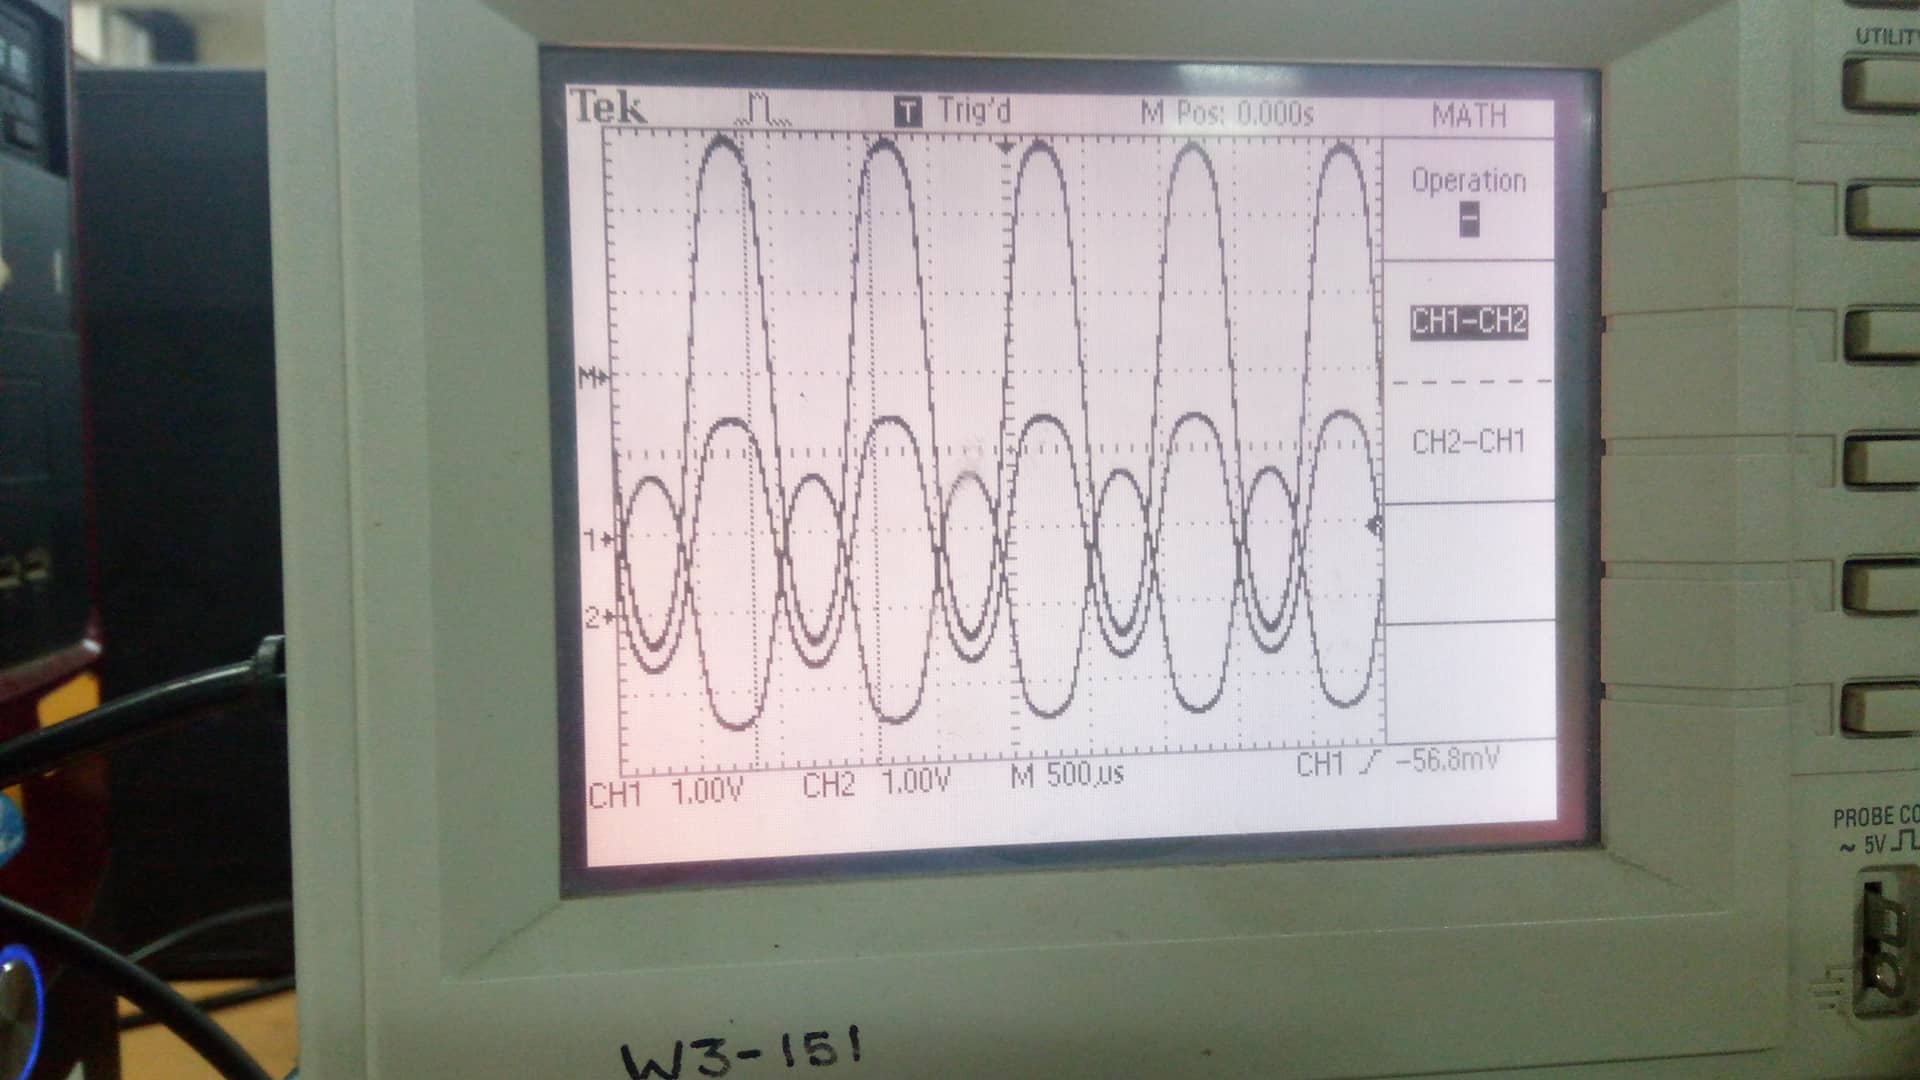 UTILITY
Tek T Trig'd M Pos: 0.000s MATH
Operation
-
CH1-CH2
M
CH2-CH1
1
2
CH1 1.00V CH2 1.00V M 500µs CH1 -56.8mV
PROBE CO
~ 5V
W3-151